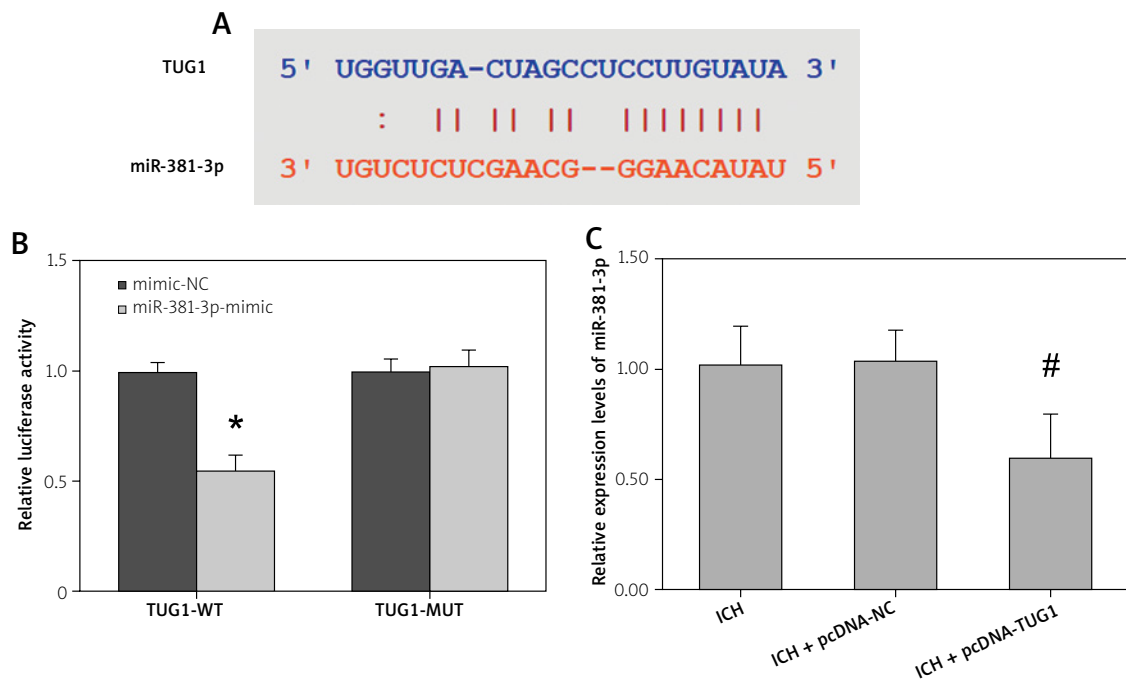 A
TUG1 5' UGGUUGA-CUAGCCUCCUUGUAUA 3'
: || || || ||||||||
miR-381-3p 3' UGUCUCUCGAACG--GGAACAUAU 5'
B
Relative luciferase activity
1.5
1.0
0.5
0
mimic-NC
miR-381-3p-mimic
*
TUG1-WT TUG1-MUT
C
Relative expression levels of miR-381-3p
1.50
1.00
0.50
0.00
#
ICH
ICH + pcDNA-NC
ICH + pcDNA-TUG1